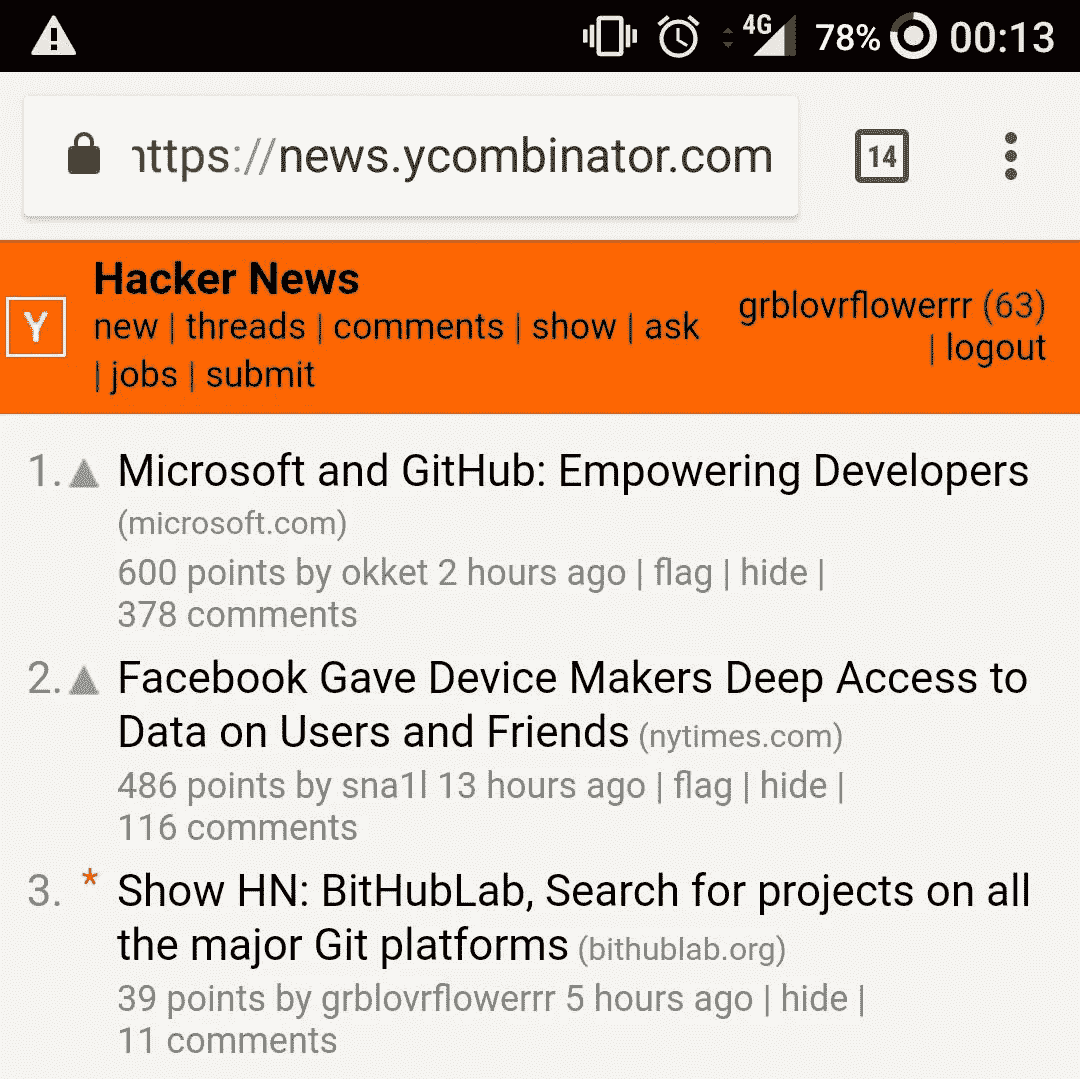 4G 78% 00:13
https://news.ycombinator.com 14
Hacker News
new | threads | comments | show | ask
| jobs | submit
grblovrflowerrr (63)
| logout
Y
1. Microsoft and GitHub: Empowering Developers
(microsoft.com)
600 points by okket 2 hours ago | flag | hide |
378 comments
2. Facebook Gave Device Makers Deep Access to
Data on Users and Friends (nytimes.com)
486 points by sna1l 13 hours ago | flag | hide |
116 comments
3. * Show HN: BitHubLab, Search for projects on all
the major Git platforms (bithublab.org)
39 points by grblovrflowerrr 5 hours ago | hide |
11 comments